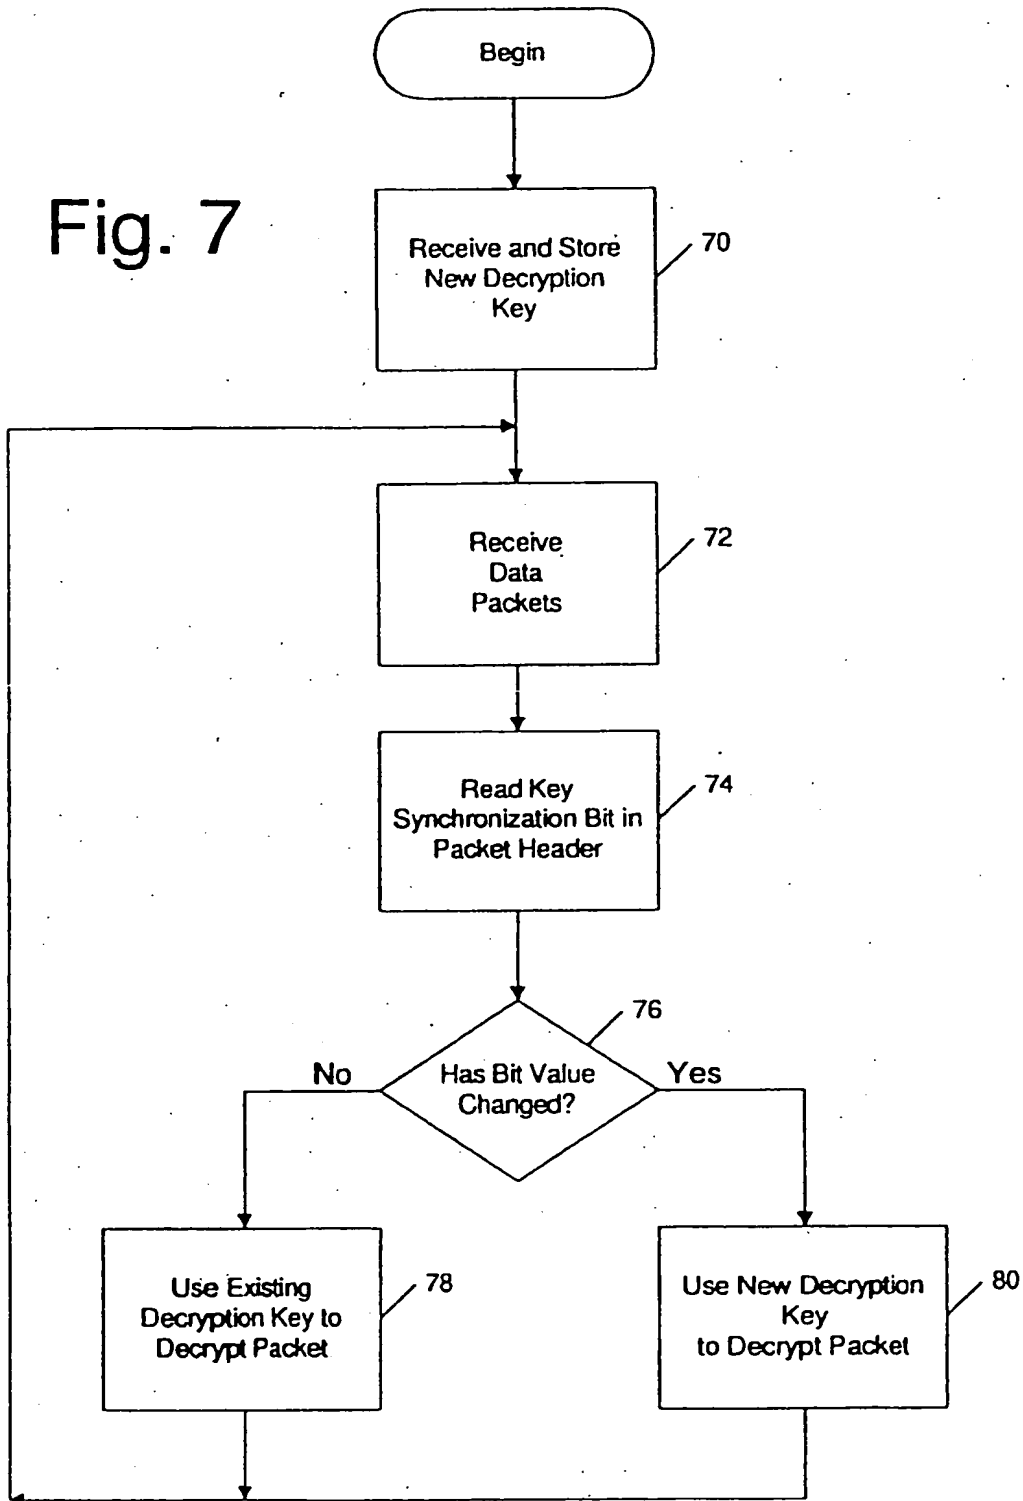 Begin
Fig. 7
Receive and Store
New Decryption
Key
70
Receive
Data
Packets
72
Read Key
Synchronization Bit in
Packet Header
74
Has Bit Value
Changed?
76
No
Yes
Use Existing
Decryption Key to
Decrypt Packet
78
Use New Decryption
Key
to Decrypt Packet
80